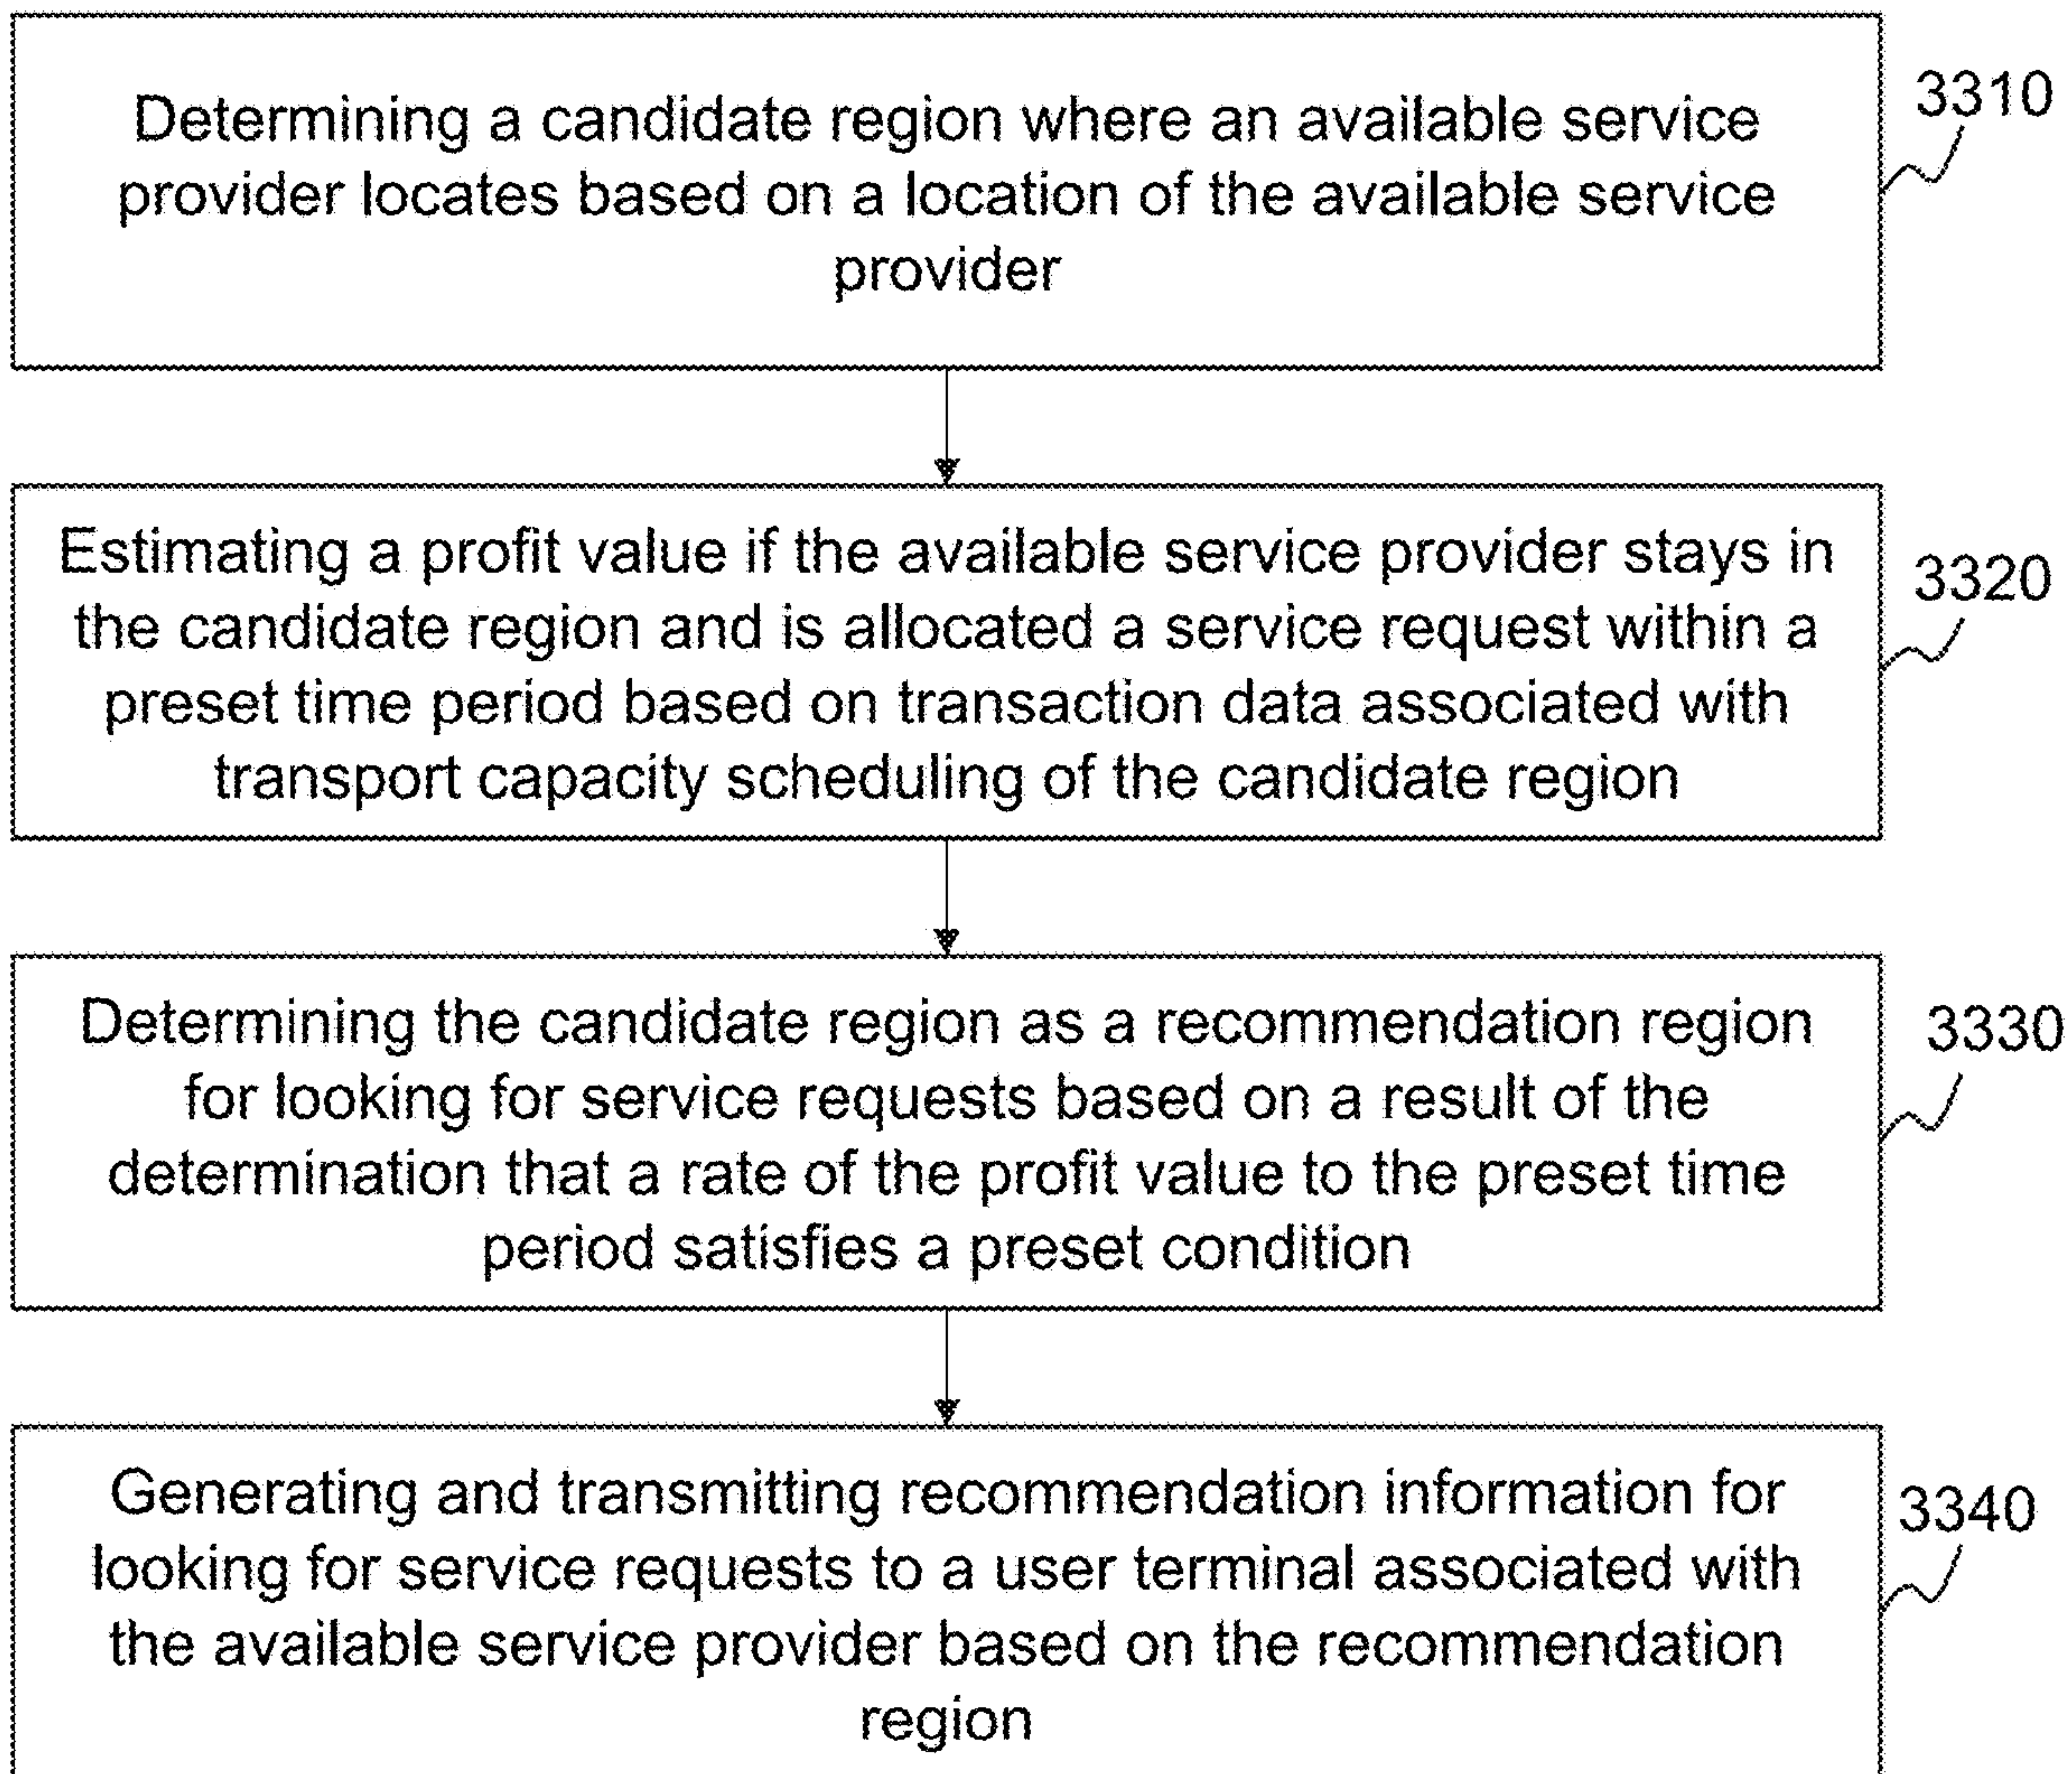 Determining a candidate region where an available service
provider locates based on a location of the available service
provider
3310
Estimating a profit value if the available service provider stays in
the candidate region and is allocated a service request within a
preset time period based on transaction data associated with
transport capacity scheduling of the candidate region
3320
Determining the candidate region as a recommendation region
for looking for service requests based on a result of the
determination that a rate of the profit value to the preset time
period satisfies a preset condition
3330
Generating and transmitting recommendation information for
looking for service requests to a user terminal associated with
the available service provider based on the recommendation
region
3340